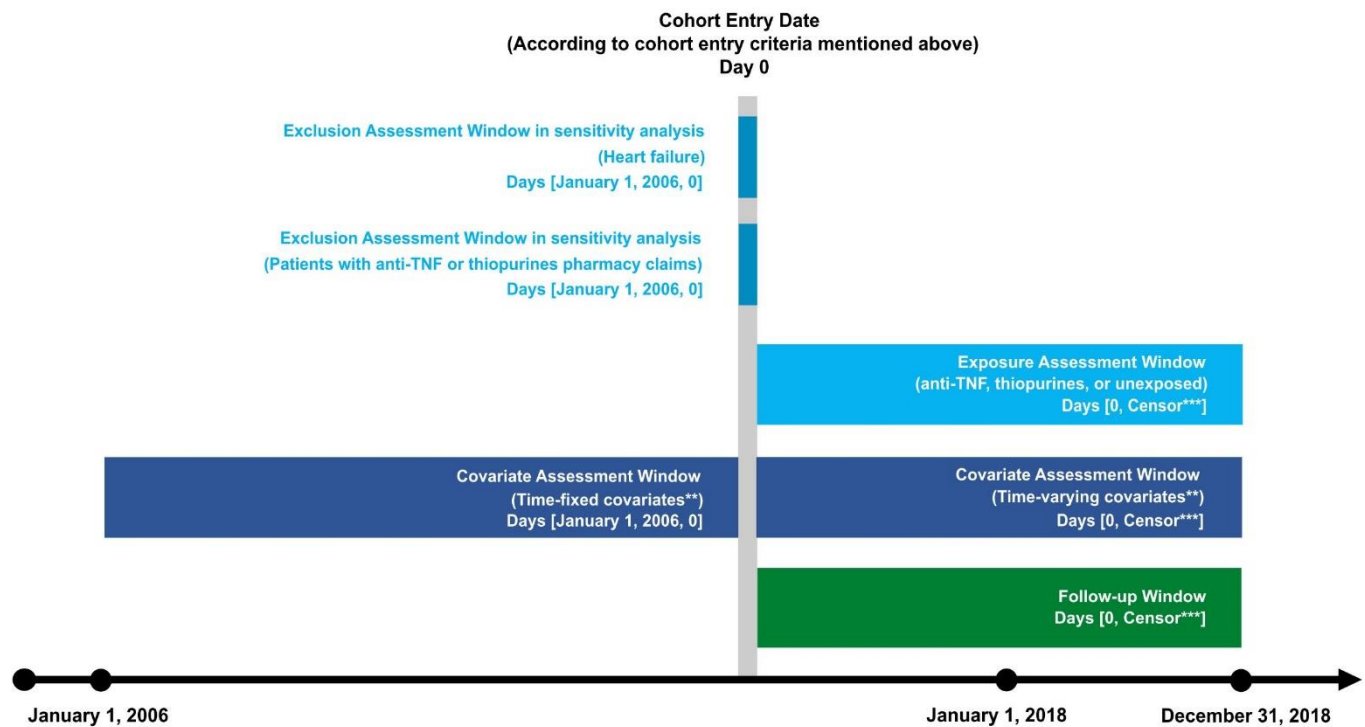 Cohort Entry Date
(According to cohort entry criteria mentioned above)
Day 0
Exclusion Assessment Window in sensitivity analysis
(Heart failure)
Days [January 1, 2006, 0]
Exclusion Assessment Window in sensitivity analysis
(Patients with anti-TNF or thiopurines pharmacy claims)
Days [January 1, 2006, 0]
Exposure Assessment Window
(anti-TNF, thiopurines, or unexposed)
Days [0, Censor***]
Covariate Assessment Window
(Time-fixed covariates**)
Days [January 1, 2006, 0]
Covariate Assessment Window
(Time-varying covariates**)
Days [0, Censor***]
Follow-up Window
Days [0, Censor***]
January 1, 2006
January 1, 2018
December 31, 2018